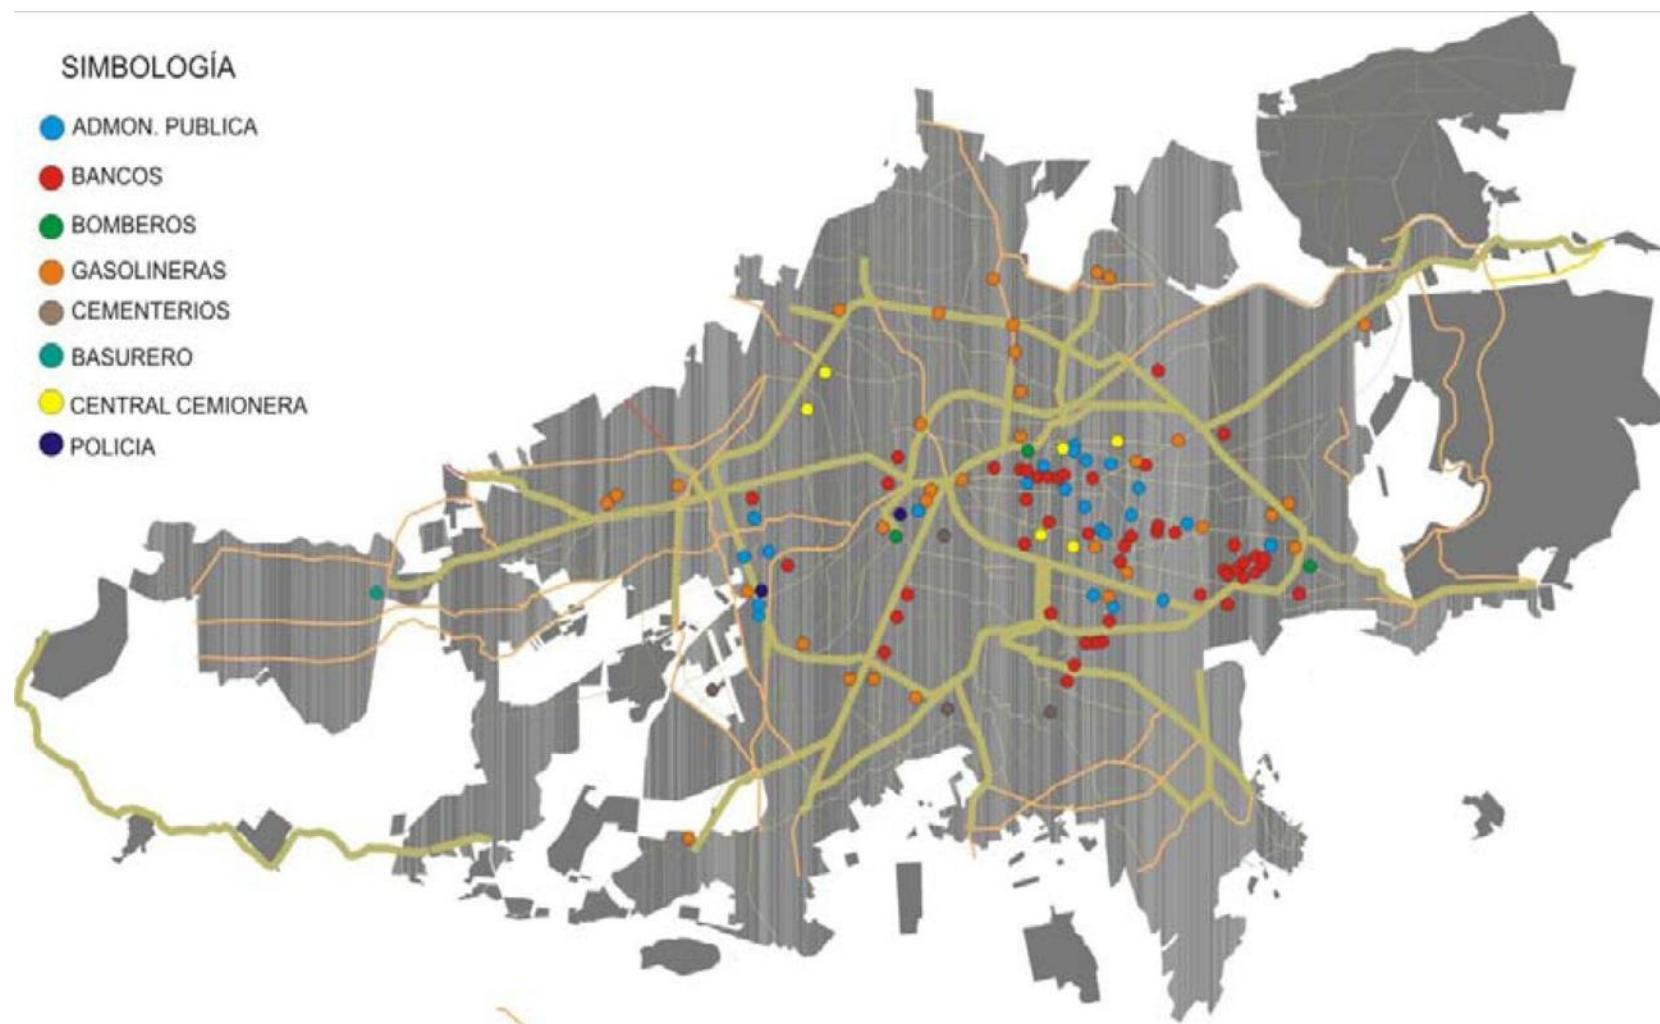 SIMBOLOGÍA
ADMON. PUBLICA
BANCOS
BOMBEROS
GASOLINERAS
CEMENTERIOS
BASURERO
CENTRAL CEMIONERA
POLICIA